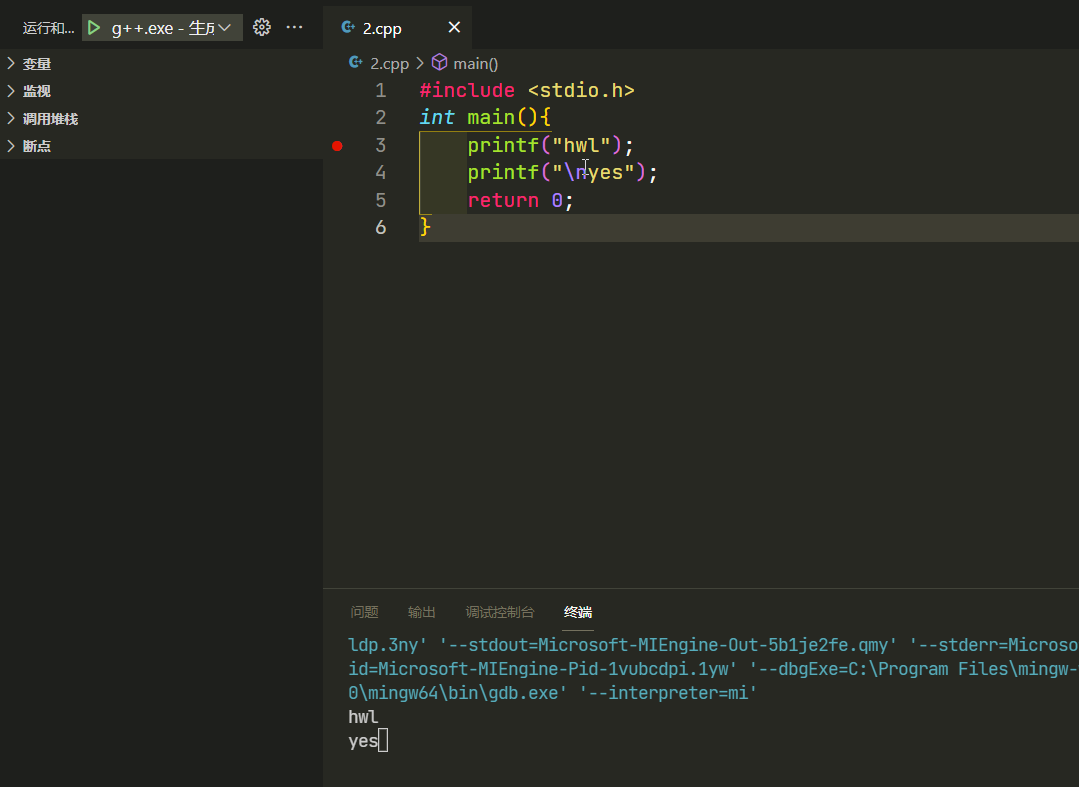 运行和... g++.exe - 生成
变量
监视
调用堆栈
断点
2.cpp
2.cpp > main()
1 #include <stdio.h>
2 int main(){
3 printf("hwl");
4 printf("\nyes");
5 return 0;
6 }
问题 输出 调试控制台 终端
ldp.3ny' '--stdout=Microsoft-MIEngine-Out-5b1je2fe.qmy' '--stderr=Microso
id=Microsoft-MIEngine-Pid-1vubcdpi.1yw' '--dbgExe=C:\Program Files\mingw-
0\mingw64\bin\gdb.exe' '--interpreter=mi'
hwl
yes